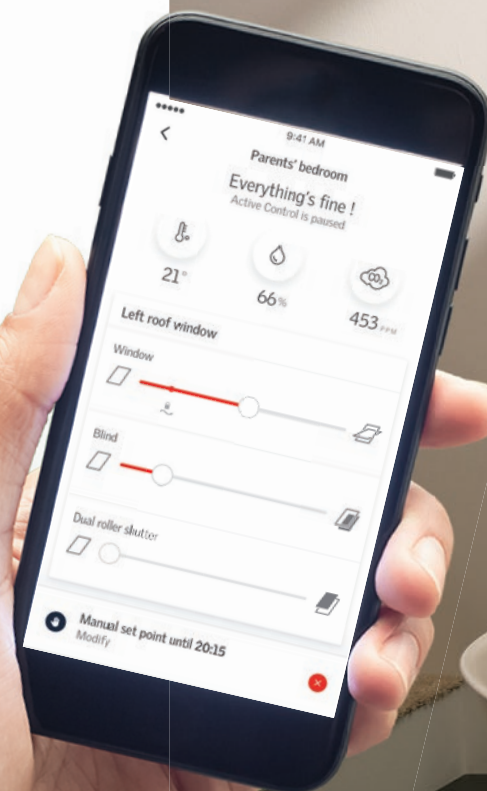 9:41 AM
Parents' bedroom
Everything's fine !
Active Control is paused
21°
66%
CO₂
453 PPM
Left roof window
Window
Blind
Dual roller shutter
Manual set point until 20:15
Modify